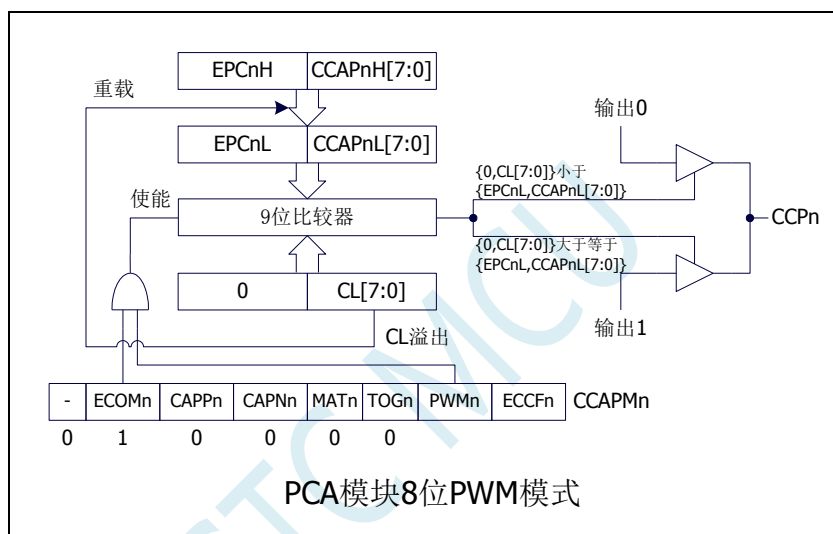 EPCnH CCAPnH[7:0]
重载
输出0
EPCnL CCAPnL[7:0]
{0,CL[7:0]}小于
{EPCnL,CCAPnL[7:0]}
使能
9位比较器
CCPn
{0,CL[7:0]}大于等于
{EPCnL,CCAPnL[7:0]}
0 CL[7:0]
输出1
CL溢出
- ECOMn CAPPn CAPNn MATn TOGn PWMn ECCFn CCAPMn
0 1 0 0 0 0
PCA模块8位PWM模式
STC MCU